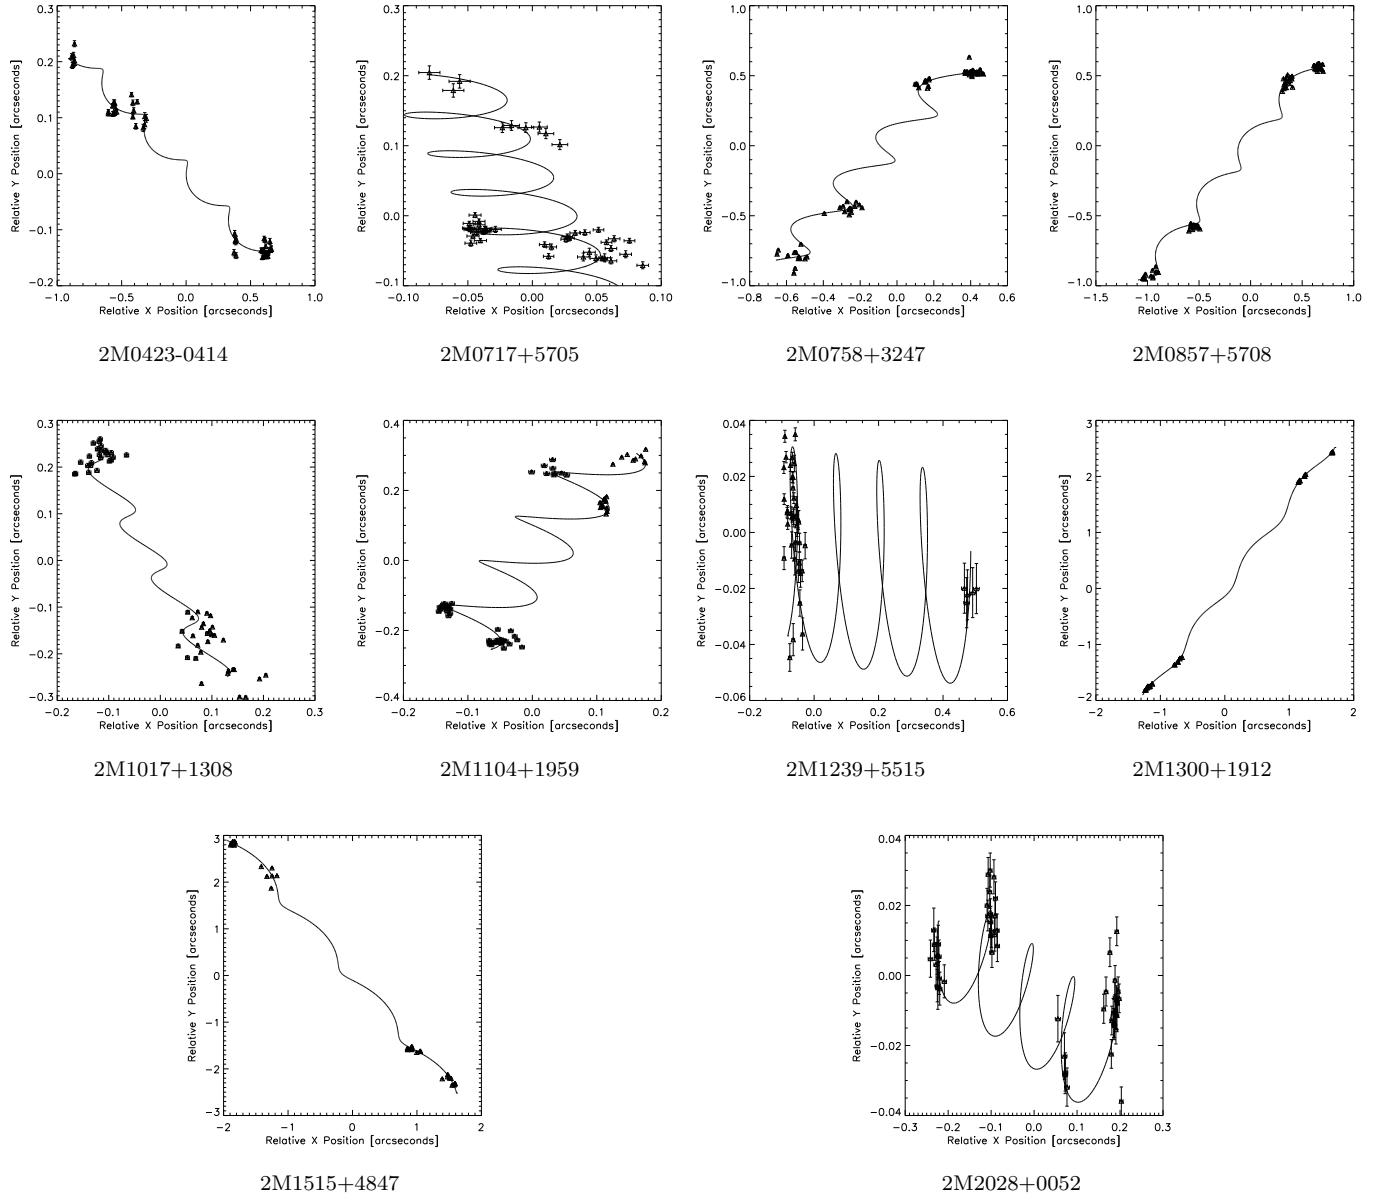 0.3
0.2
0.1
0.0
−0.1
−0.2
−1.0 −0.5 0.0 0.5 1.0
Relative Y Position [arcseconds]
Relative X Position [arcseconds]
2M0423-0414
0.3
0.2
0.1
0.0
−0.1
−0.10 −0.05 0.00 0.05 0.10
Relative Y Position [arcseconds]
Relative X Position [arcseconds]
2M0717+5705
1.0
0.5
0.0
−0.5
−1.0
−0.8 −0.6 −0.4 −0.2 0.0 0.2 0.4 0.6
Relative Y Position [arcseconds]
Relative X Position [arcseconds]
2M0758+3247
1.0
0.5
0.0
−0.5
−1.0
−1.5 −1.0 −0.5 0.0 0.5 1.0
Relative Y Position [arcseconds]
Relative X Position [arcseconds]
2M0857+5708
0.3
0.2
0.1
0.0
−0.1
−0.2
−0.3
−0.2 −0.1 0.0 0.1 0.2 0.3
Relative Y Position [arcseconds]
Relative X Position [arcseconds]
2M1017+1308
0.4
0.2
0.0
−0.2
−0.4
−0.2 −0.1 0.0 0.1 0.2
Relative Y Position [arcseconds]
Relative X Position [arcseconds]
2M1104+1959
0.04
0.02
0.00
−0.02
−0.04
−0.06
−0.2 0.0 0.2 0.4 0.6
Relative Y Position [arcseconds]
Relative X Position [arcseconds]
2M1239+5515
3
2
1
0
−1
−2
−2 −1 0 1 2
Relative Y Position [arcseconds]
Relative X Position [arcseconds]
2M1300+1912
3
2
1
0
−1
−2
−3
−2 −1 0 1 2
Relative Y Position [arcseconds]
Relative X Position [arcseconds]
2M1515+4847
0.04
0.02
0.00
−0.02
−0.04
−0.3 −0.2 −0.1 0.0 0.1 0.2 0.3
Relative Y Position [arcseconds]
Relative X Position [arcseconds]
2M2028+0052